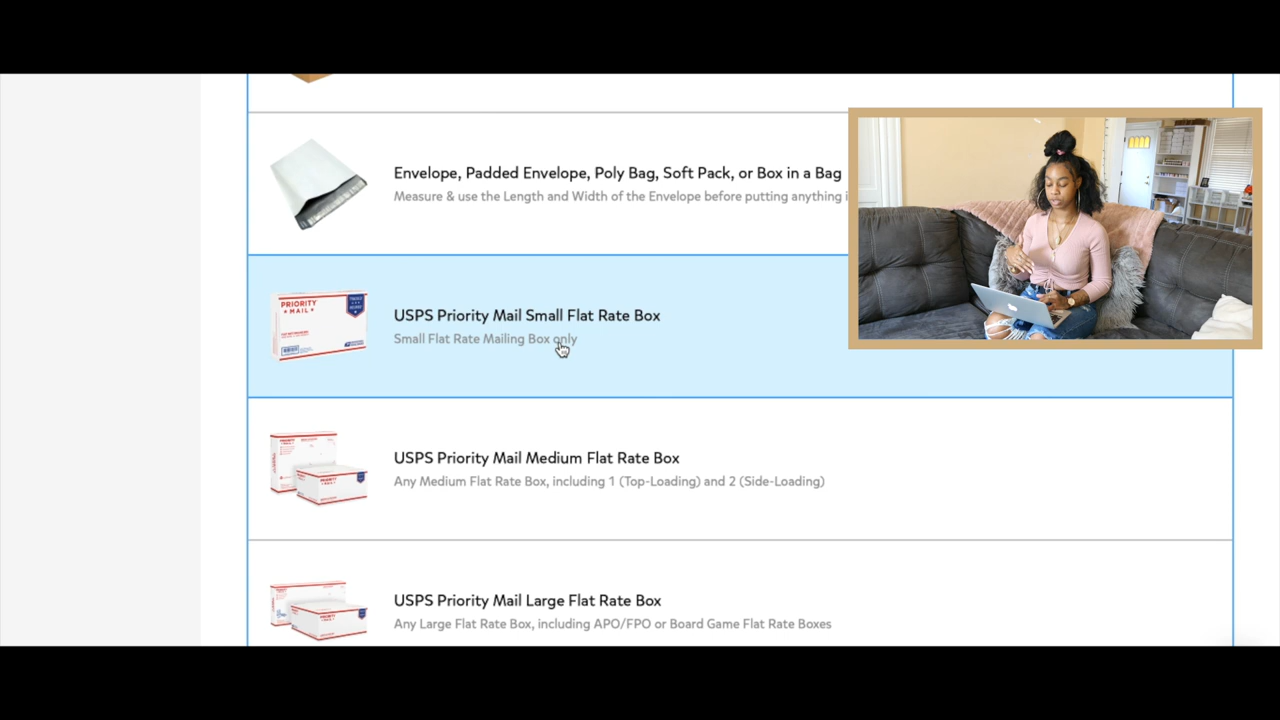 Envelope, Padded Envelope, Poly Bag, Soft Pack, or Box in a Bag
Measure & use the Length and Width of the Envelope before putting anything i
PRIORITY
MAIL
USPS Priority Mail Small Flat Rate Box
Small Flat Rate Mailing Box only
USPS Priority Mail Medium Flat Rate Box
Any Medium Flat Rate Box, including 1 (Top-Loading) and 2 (Side-Loading)
USPS Priority Mail Large Flat Rate Box
Any Large Flat Rate Box, including APO/FPO or Board Game Flat Rate Boxes